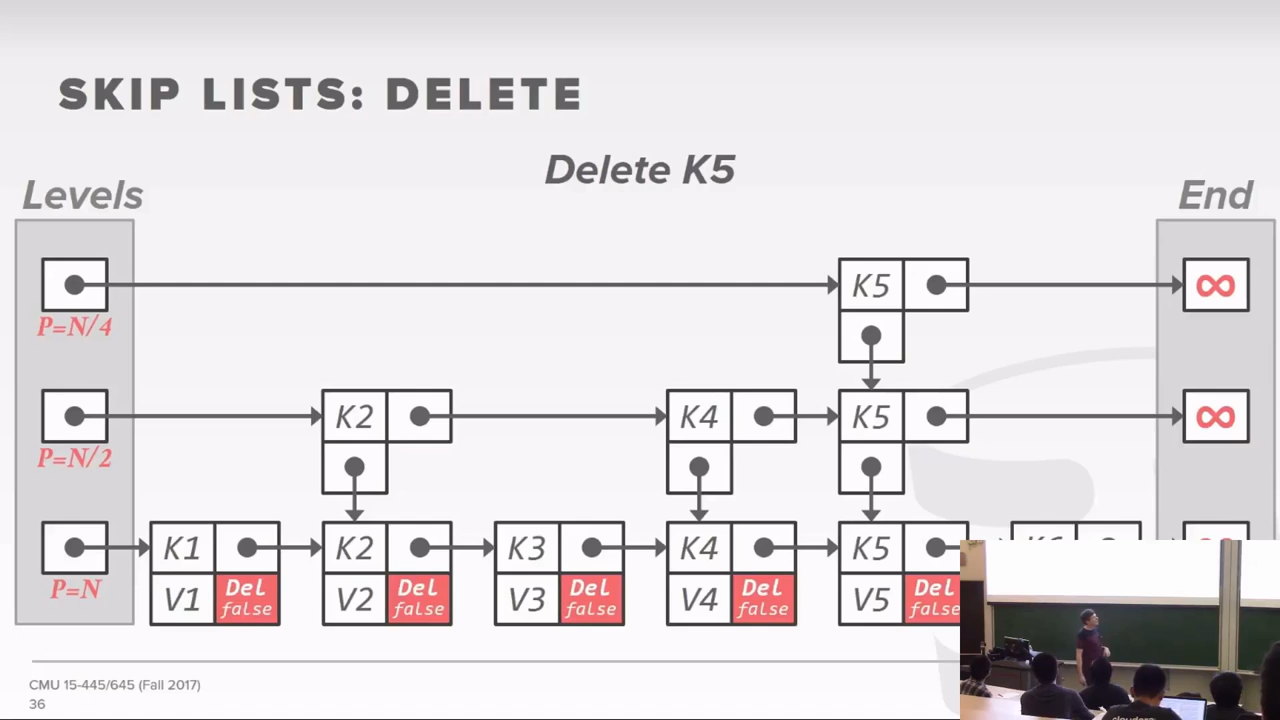 SKIP LISTS: DELETE
Delete K5
Levels
End
K5
∞
P=N/4
K2
K4
K5
∞
P=N/2
K1
K2
K3
K4
K5
P=N
V1
Del
false
V2
Del
false
V3
Del
false
V4
Del
false
V5
Del
false
CMU 15-445/645 (Fall 2017)
36
cloudera